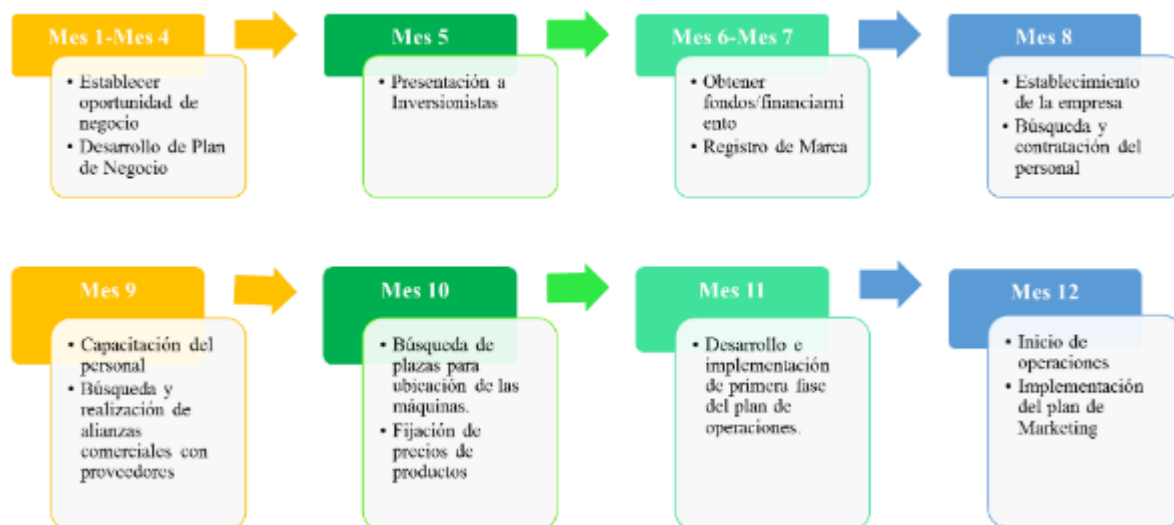 Mes 1-Mes 4
• Establecer
oportunidad de
negocio
• Desarrollo de Plan
de Negocio
Mes 5
• Presentación a
Inversionistas
Mes 6-Mes 7
• Obtener
fondos/financiami
ento
• Registro de Marca
Mes 8
• Establecimiento
de la empresa
• Búsqueda y
contratación del
personal
Mes 9
• Capacitación del
personal
• Búsqueda y
realización de
alianzas
comerciales con
proveedores
Mes 10
• Búsqueda de
plazas para
ubicación de las
máquinas.
• Fijación de
precios de
productos
Mes 11
• Desarrollo e
implementación
de primera fase
del plan de
operaciones.
Mes 12
• Inicio de
operaciones
• Implementación
del plan de
Marketing